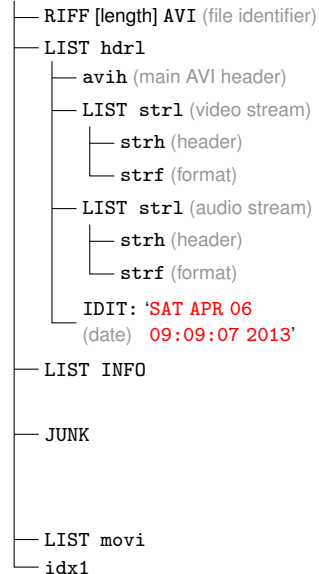 RIFF [length] AVI (file identifier)
LIST hdrl
avih (main AVI header)
LIST strl (video stream)
strh (header)
strf (format)
LIST strl (audio stream)
strh (header)
strf (format)
IDIT: ‘SAT APR 06
(date) 09:09:07 2013’
LIST INFO
JUNK
LIST movi
idx1